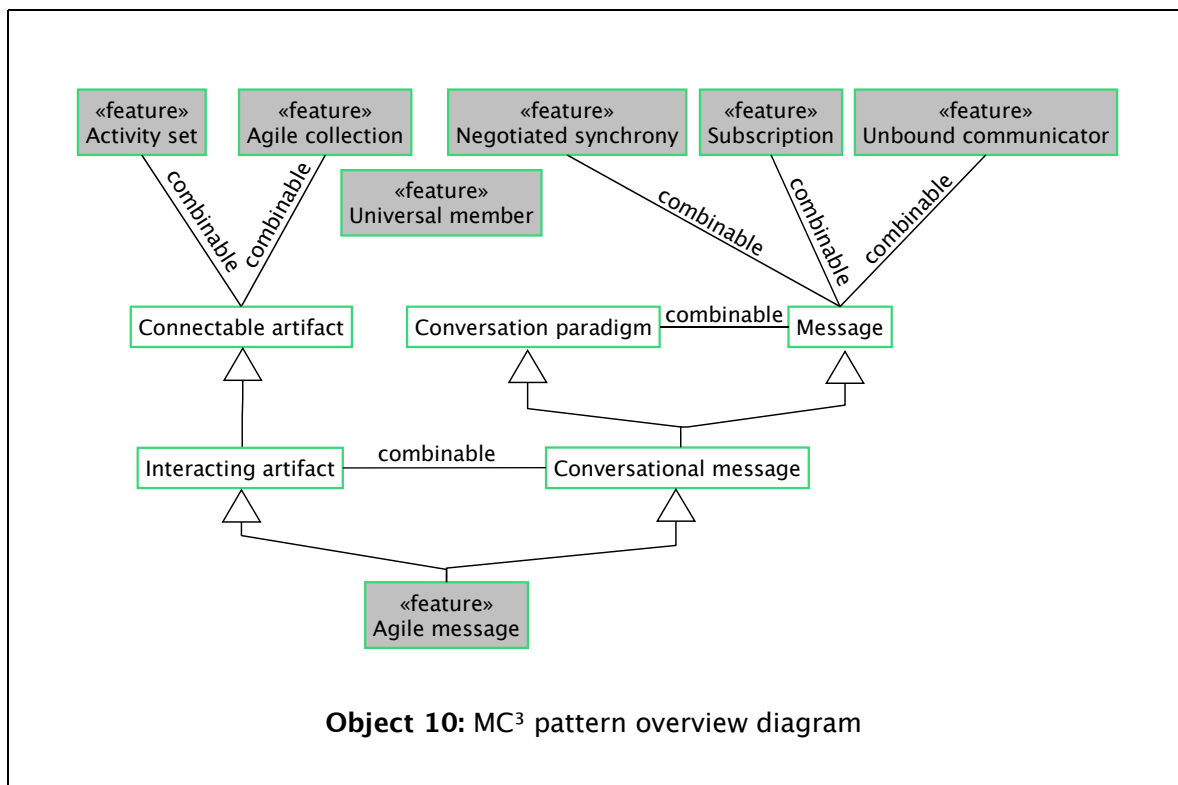 «feature»
Activity set
«feature»
Agile collection
«feature»
Negotiated synchrony
«feature»
Subscription
«feature»
Unbound communicator
«feature»
Universal member
combinable
combinable
combinable
combinable
combinable
Connectable artifact
Conversation paradigm
combinable
Message
Interacting artifact
combinable
Conversational message
«feature»
Agile message
Object 10: MC³ pattern overview diagram